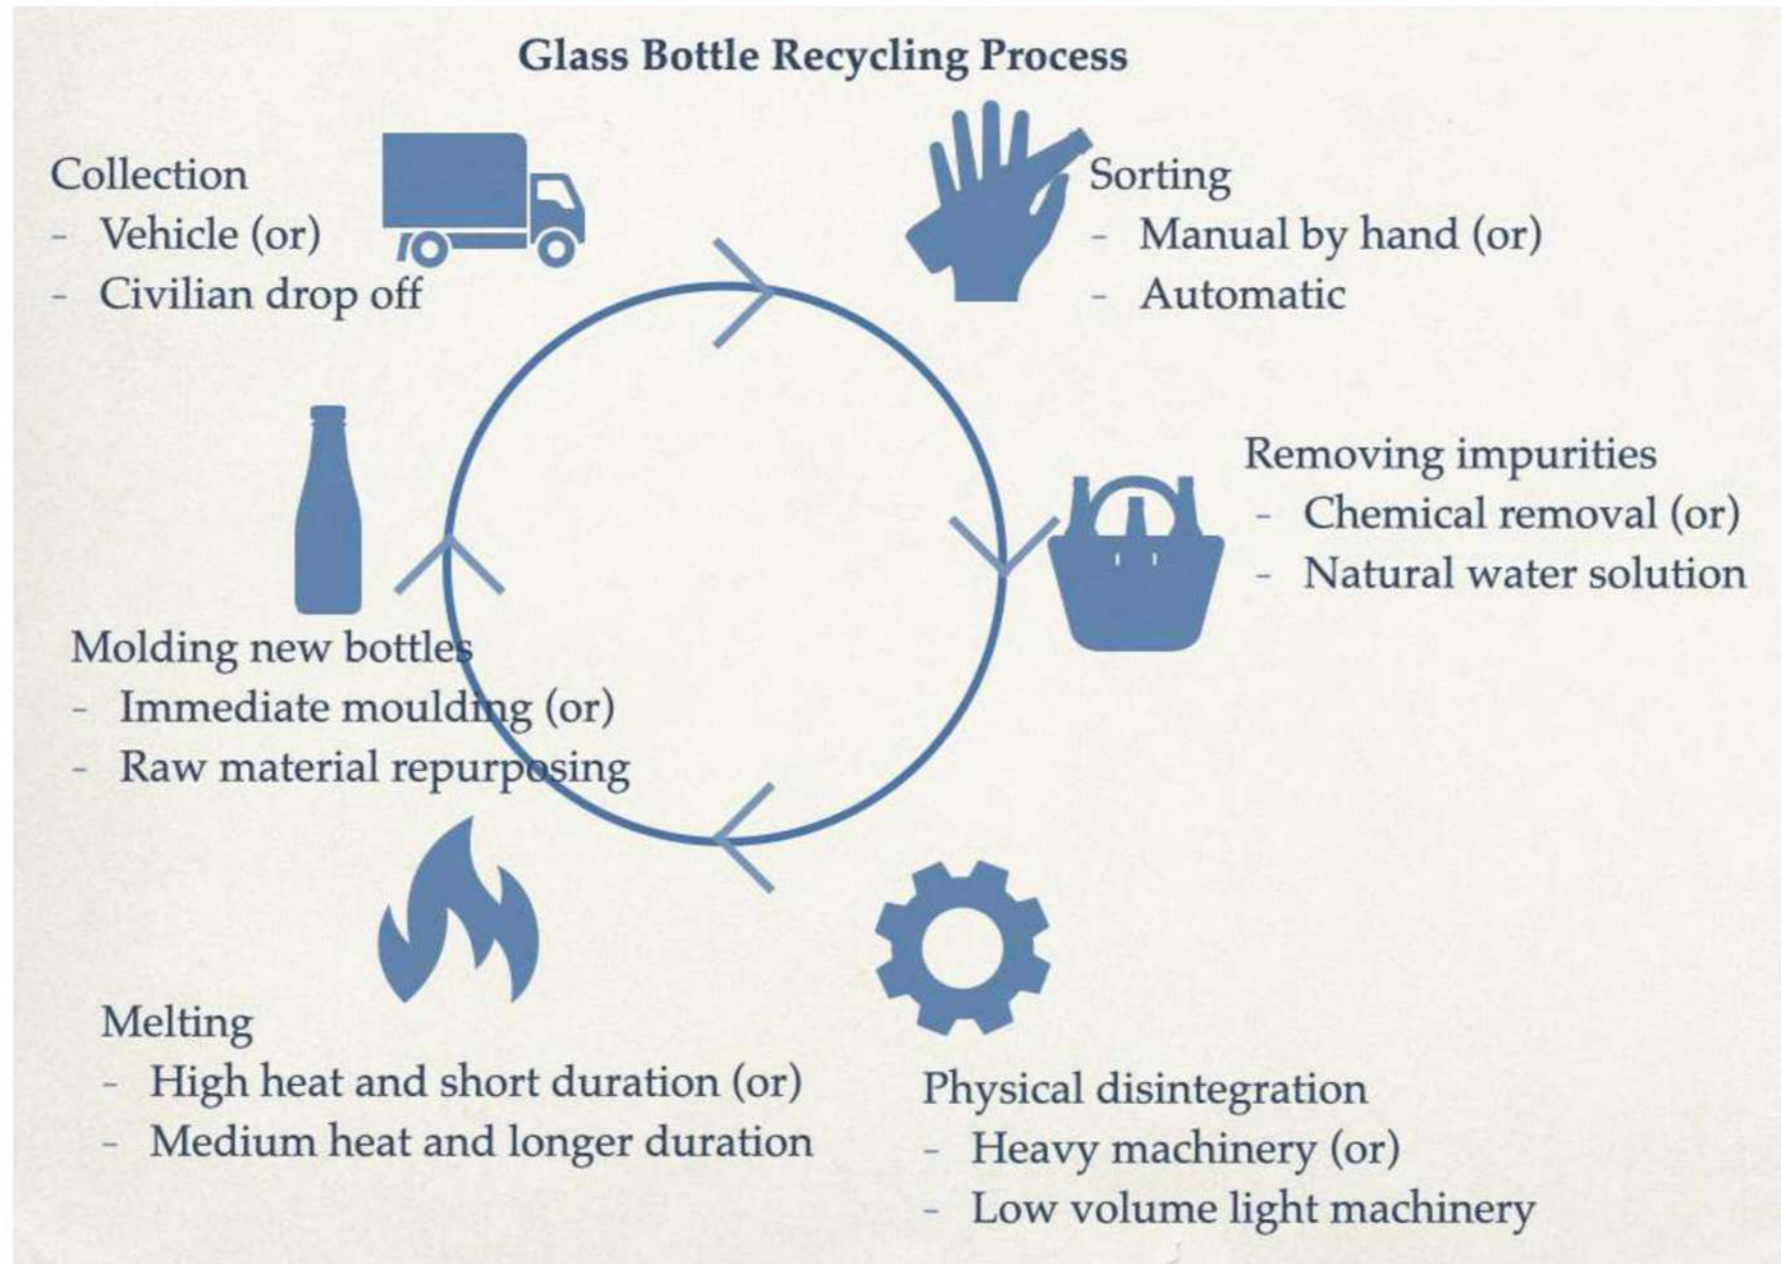 Glass Bottle Recycling Process
Collection
- Vehicle (or)
- Civilian drop off
Sorting
- Manual by hand (or)
- Automatic
Removing impurities
- Chemical removal (or)
- Natural water solution
Physical disintegration
- Heavy machinery (or)
- Low volume light machinery
Melting
- High heat and short duration (or)
- Medium heat and longer duration
Molding new bottles
- Immediate moulding (or)
- Raw material repurposing